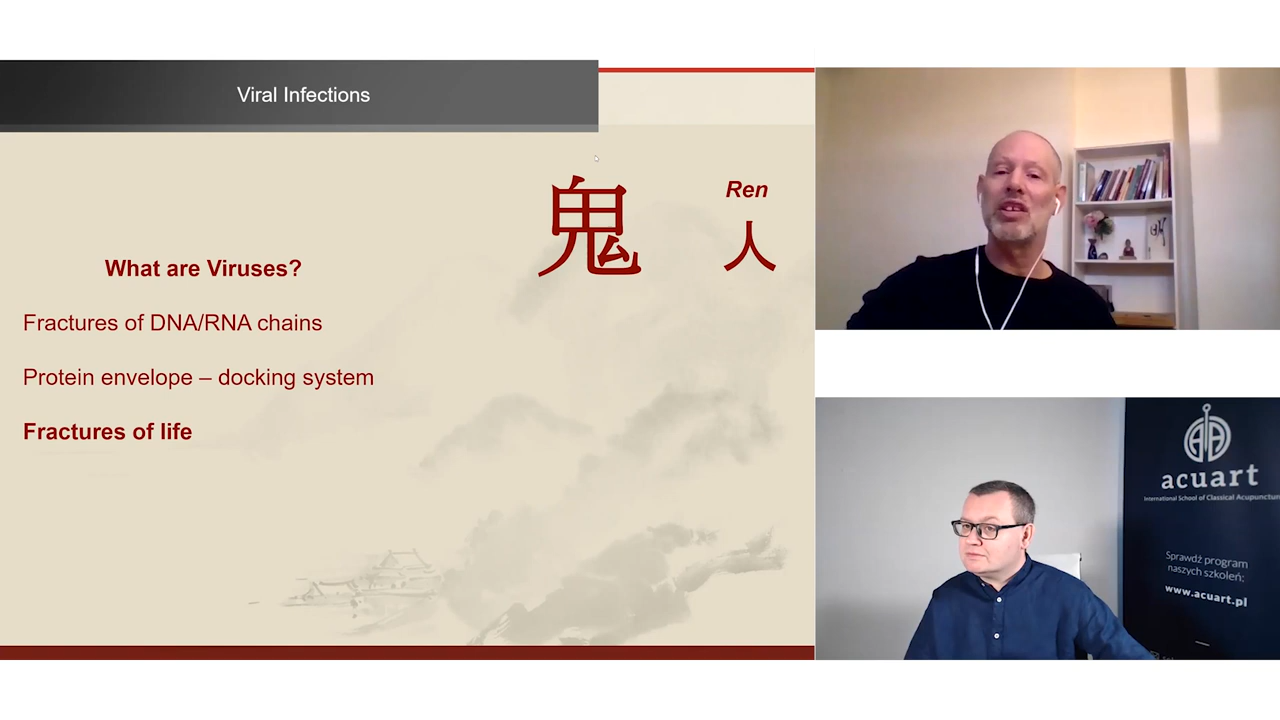 Viral Infections
鬼
Ren
人
What are Viruses?
Fractures of DNA/RNA chains
Protein envelope – docking system
Fractures of life
acuart
International School of Classical Acupunctur
Sprawdź program
naszych szkoleń:
www.acuart.pl